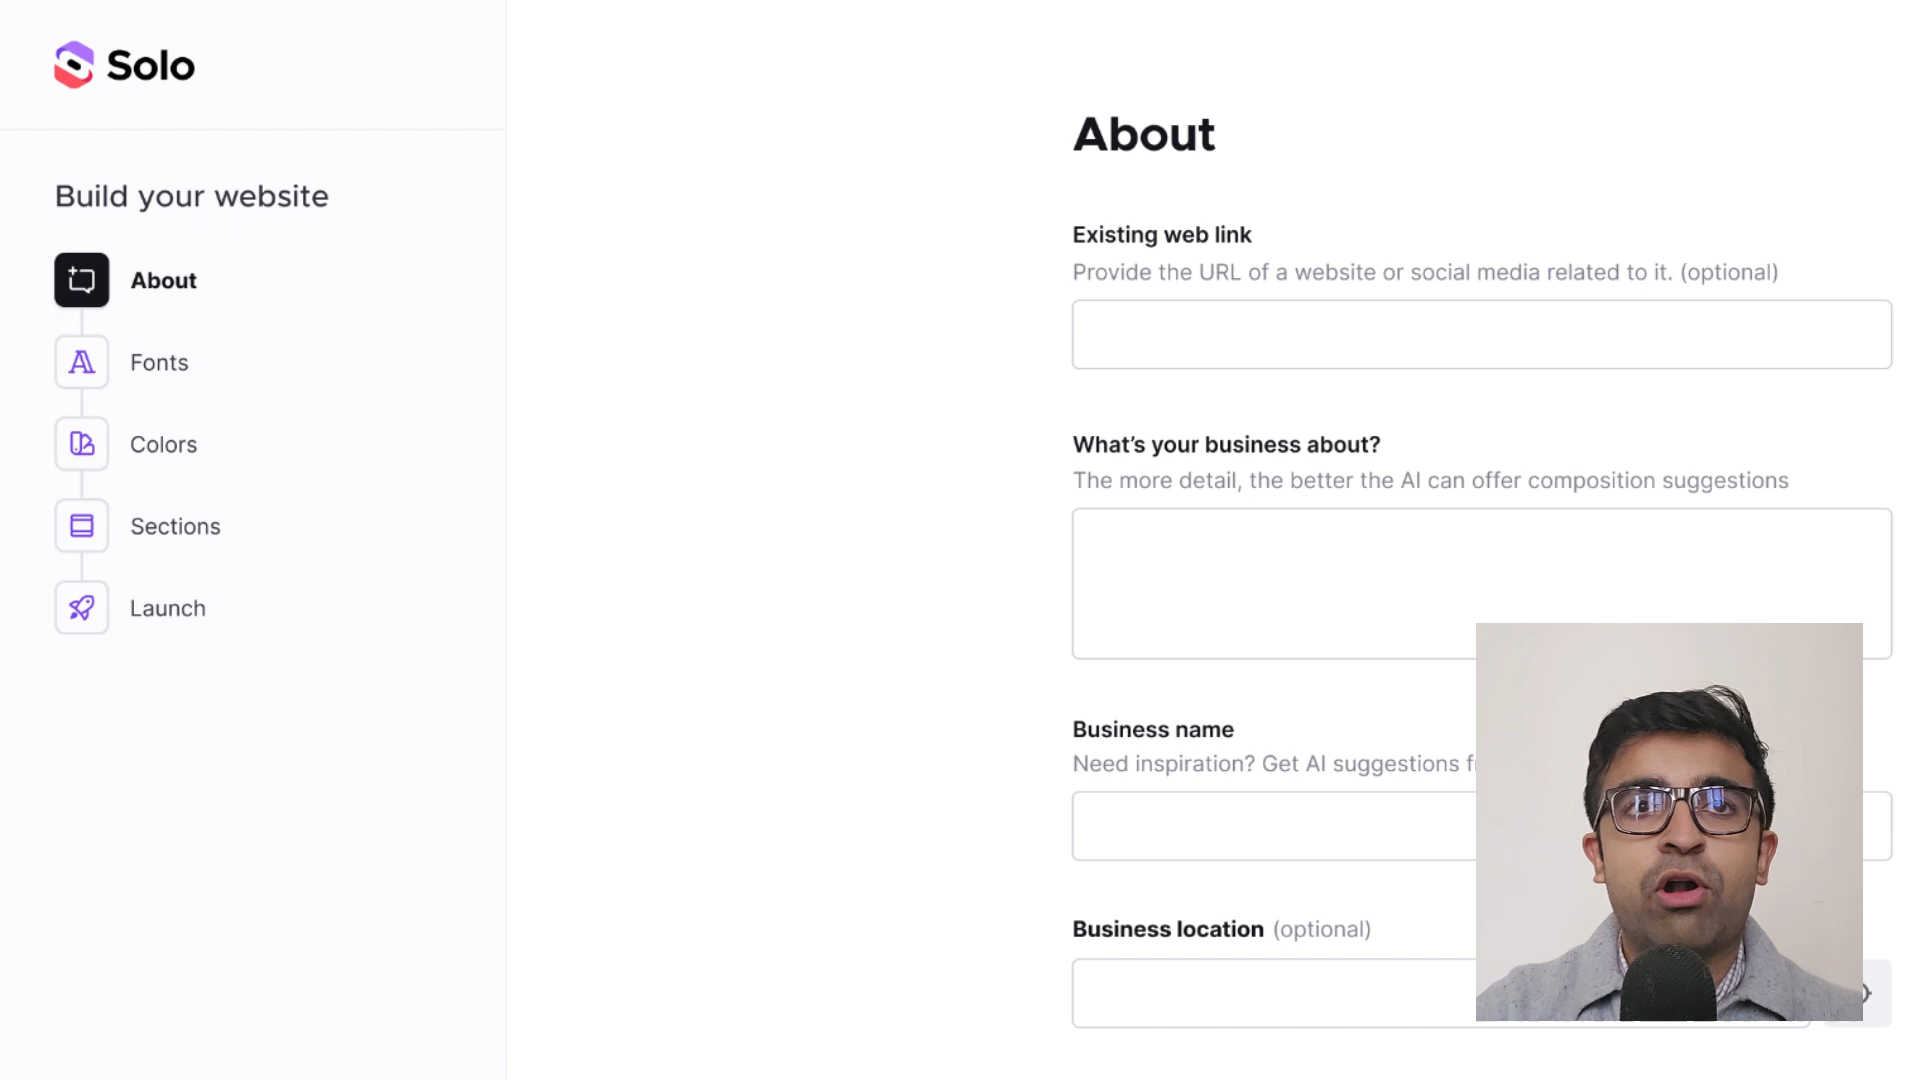 Solo
Build your website
About
Fonts
Colors
Sections
Launch
About
Existing web link
Provide the URL of a website or social media related to it. (optional)
What's your business about?
The more detail, the better the AI can offer composition suggestions
Business name
Need inspiration? Get AI suggestions
Business location (optional)